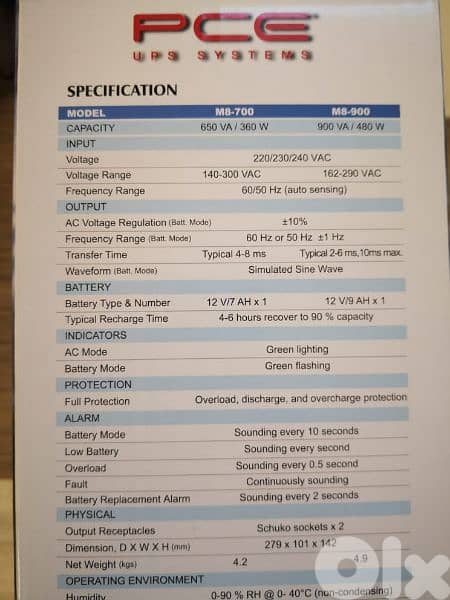 PCE
UPS SYSTEMS
SPECIFICATION
MODEL M8-700 M8-900
CAPACITY 650 VA / 360 W 900 VA / 480 W
INPUT
Voltage 220/230/240 VAC
Voltage Range 140-300 VAC 162-290 VAC
Frequency Range 60/50 Hz (auto sensing)
OUTPUT
AC Voltage Regulation (Batt. Mode) ±10%
Frequency Range (Batt. Mode) 60 Hz or 50 Hz ±1 Hz
Transfer Time Typical 4-8 ms Typical 2-6 ms,10ms max.
Waveform (Batt. Mode) Simulated Sine Wave
BATTERY
Battery Type & Number 12 V/7 AH x 1 12 V/9 AH x 1
Typical Recharge Time 4-6 hours recover to 90 % capacity
INDICATORS
AC Mode Green lighting
Battery Mode Green flashing
PROTECTION
Full Protection Overload, discharge, and overcharge protection
ALARM
Battery Mode Sounding every 10 seconds
Low Battery Sounding every second
Overload Sounding every 0.5 second
Fault Continuously sounding
Battery Replacement Alarm Sounding every 2 seconds
PHYSICAL
Output Receptacles Schuko sockets x 2
Dimension, D X W X H (mm) 279 x 101 x 142
Net Weight (kgs) 4.2 4.9
OPERATING ENVIRONMENT
Humidity 0-90 % RH @ 0- 40°C (non-condensing)
olx